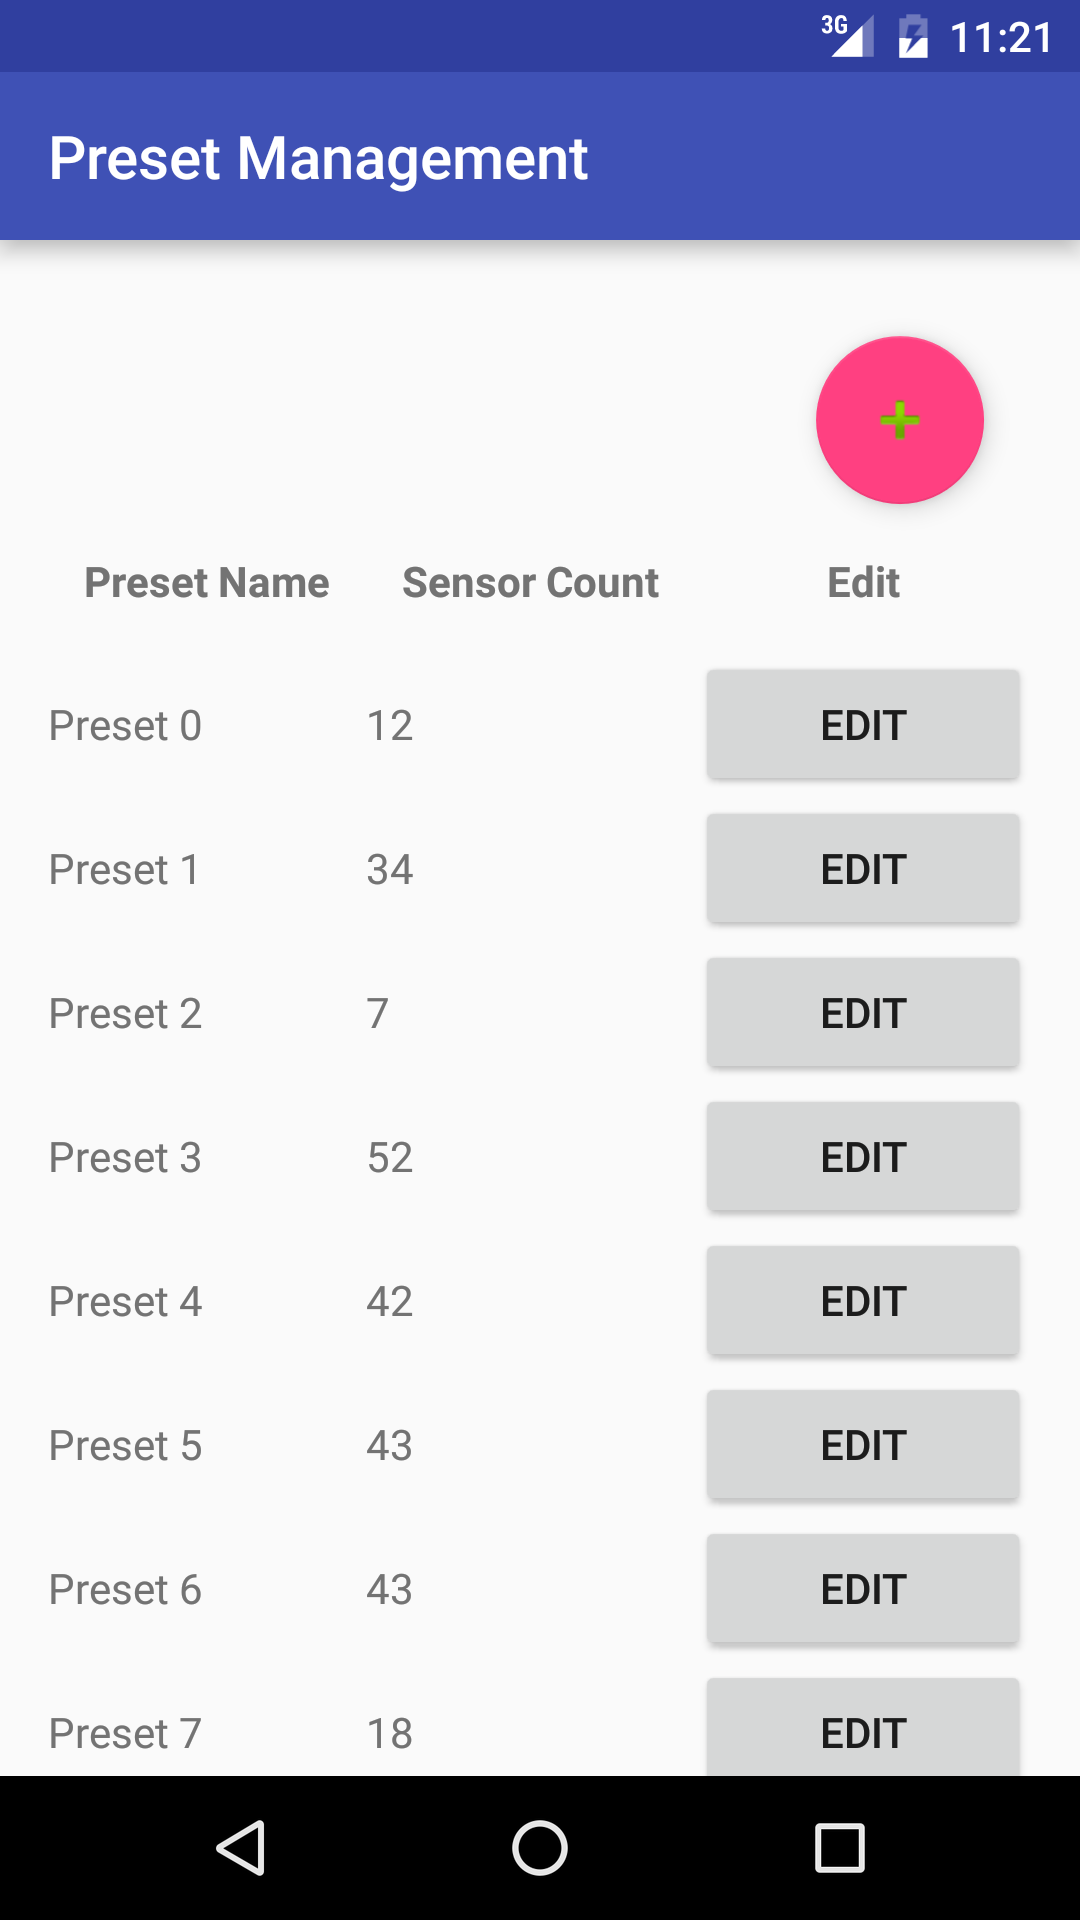 3G 11:21
Preset Management
Preset Name Sensor Count Edit
Preset 0 12 EDIT
Preset 1 34 EDIT
Preset 2 7 EDIT
Preset 3 52 EDIT
Preset 4 42 EDIT
Preset 5 43 EDIT
Preset 6 43 EDIT
Preset 7 18 EDIT